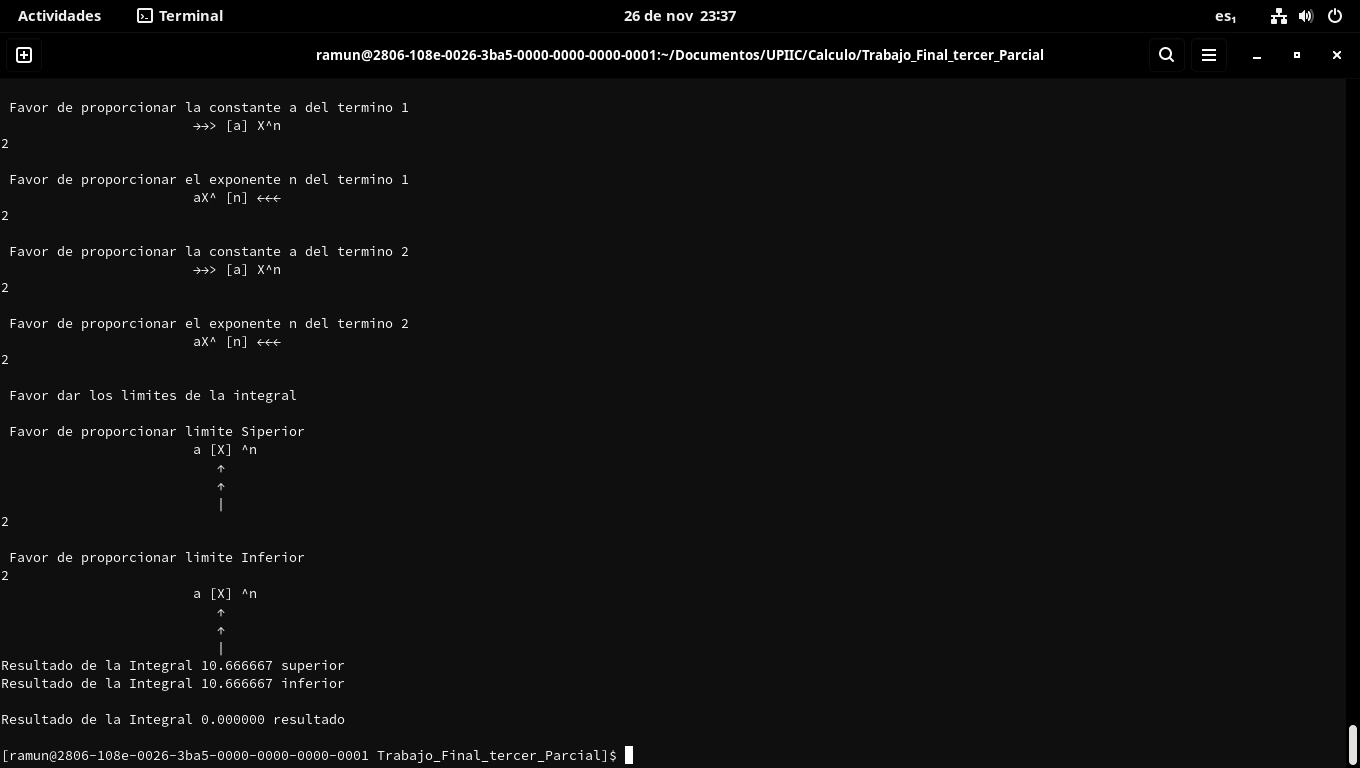 Actividades Terminal 26 de nov 23:37 es₁
ramun@2806-108e-0026-3ba5-0000-0000-0000-0001:~/Documentos/UPIIC/Calculo/Trabajo_Final_tercer_Parcial
Favor de proporcionar la constante a del termino 1
→→> [a] X^n
2
Favor de proporcionar el exponente n del termino 1
aX^ [n] <←←
2
Favor de proporcionar la constante a del termino 2
→→> [a] X^n
2
Favor de proporcionar el exponente n del termino 2
aX^ [n] <←←
2
Favor dar los limites de la integral
Favor de proporcionar limite Siperior
a [X] ^n
↑
↑
|
2
Favor de proporcionar limite Inferior
2
a [X] ^n
↑
↑
|
Resultado de la Integral 10.666667 superior
Resultado de la Integral 10.666667 inferior
Resultado de la Integral 0.000000 resultado
[ramun@2806-108e-0026-3ba5-0000-0000-0000-0001 Trabajo_Final_tercer_Parcial]$